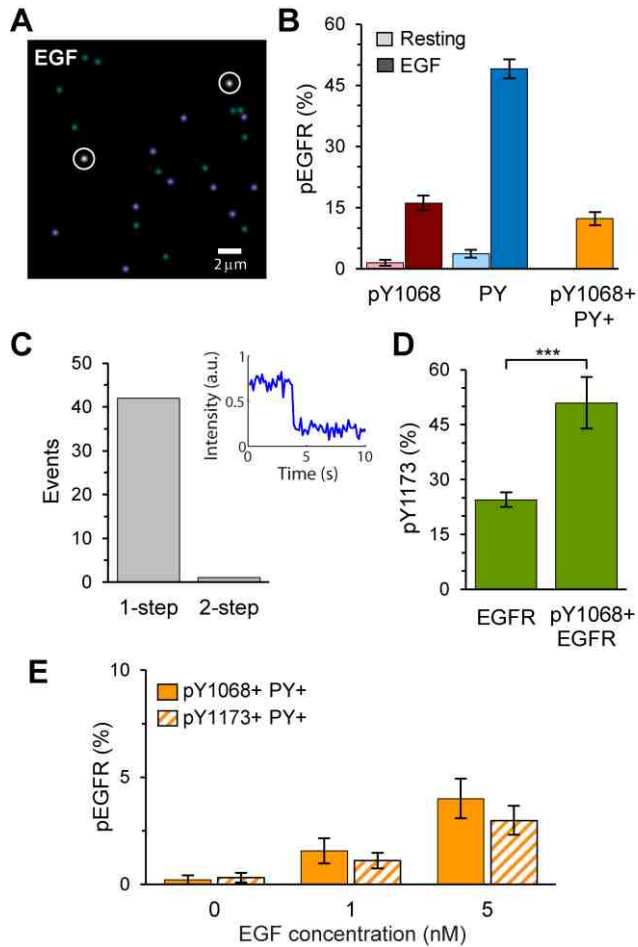 A
EGF
2 μm
B
Resting
EGF
pEGFR (%)
60
45
30
15
0
pY1068
PY
pY1068+
PY+
C
Events
50
40
30
20
10
0
1-step
2-step
Intensity (a.u.)
1
0.5
0
0
5
10
Time (s)
D
***
pY1173 (%)
60
45
30
15
0
EGFR
pY1068+
EGFR
E
pY1068+ PY+
pY1173+ PY+
pEGFR (%)
10
5
0
0
1
5
EGF concentration (nM)